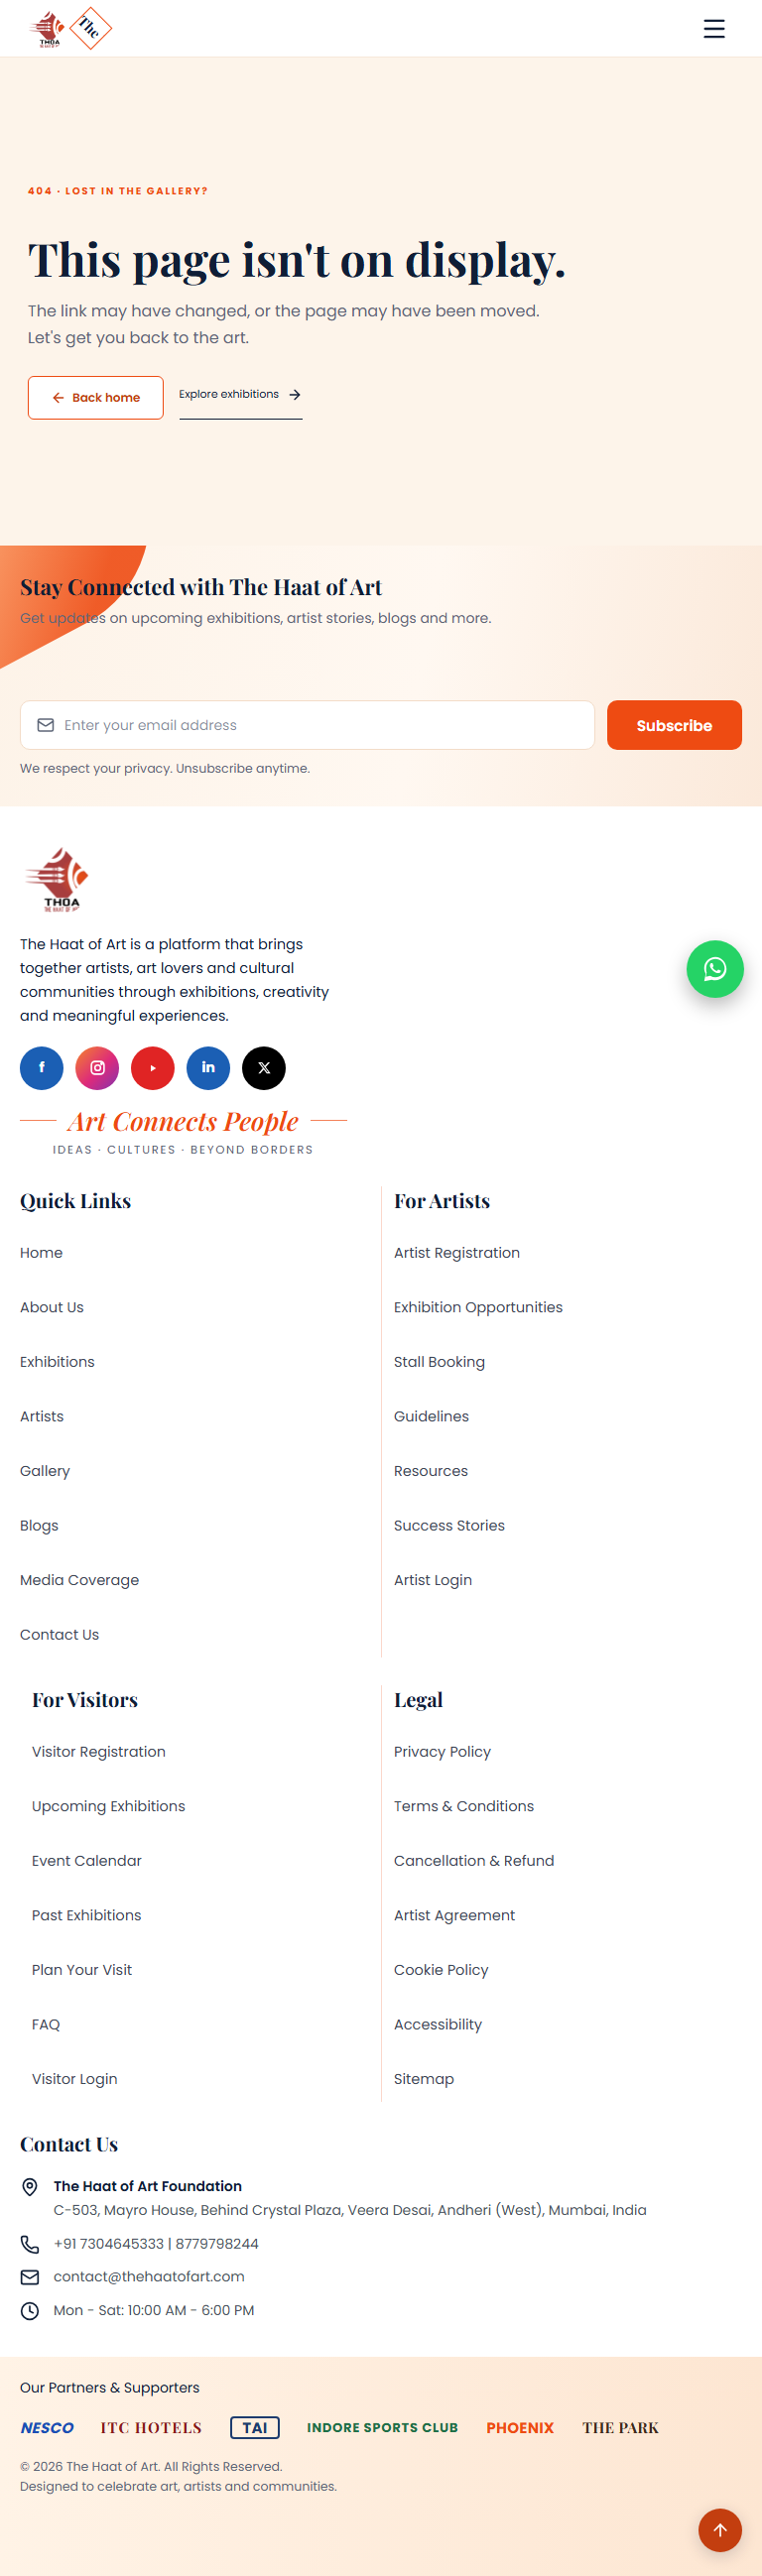 THOA
The
404 · LOST IN THE GALLERY?
This page isn't on display.
The link may have changed, or the page may have been moved.
Let's get you back to the art.
Back home
Explore exhibitions
Stay Connected with The Haat of Art
Get updates on upcoming exhibitions, artist stories, blogs and more.
Enter your email address
Subscribe
We respect your privacy. Unsubscribe anytime.
THOA
THE HAAT OF ART
The Haat of Art is a platform that brings
together artists, art lovers and cultural
communities through exhibitions, creativity
and meaningful experiences.
Art Connects People
IDEAS · CULTURES · BEYOND BORDERS
Quick Links
Home
About Us
Exhibitions
Artists
Gallery
Blogs
Media Coverage
Contact Us
For Artists
Artist Registration
Exhibition Opportunities
Stall Booking
Guidelines
Resources
Success Stories
Artist Login
For Visitors
Visitor Registration
Upcoming Exhibitions
Event Calendar
Past Exhibitions
Plan Your Visit
FAQ
Visitor Login
Legal
Privacy Policy
Terms & Conditions
Cancellation & Refund
Artist Agreement
Cookie Policy
Accessibility
Sitemap
Contact Us
The Haat of Art Foundation
C-503, Mayro House, Behind Crystal Plaza, Veera Desai, Andheri (West), Mumbai, India
+91 7304645333 | 8779798244
contact@thehaatofart.com
Mon - Sat: 10:00 AM - 6:00 PM
Our Partners & Supporters
NESCO ITC HOTELS TAI INDORE SPORTS CLUB PHOENIX THE PARK
© 2026 The Haat of Art. All Rights Reserved.
Designed to celebrate art, artists and communities.